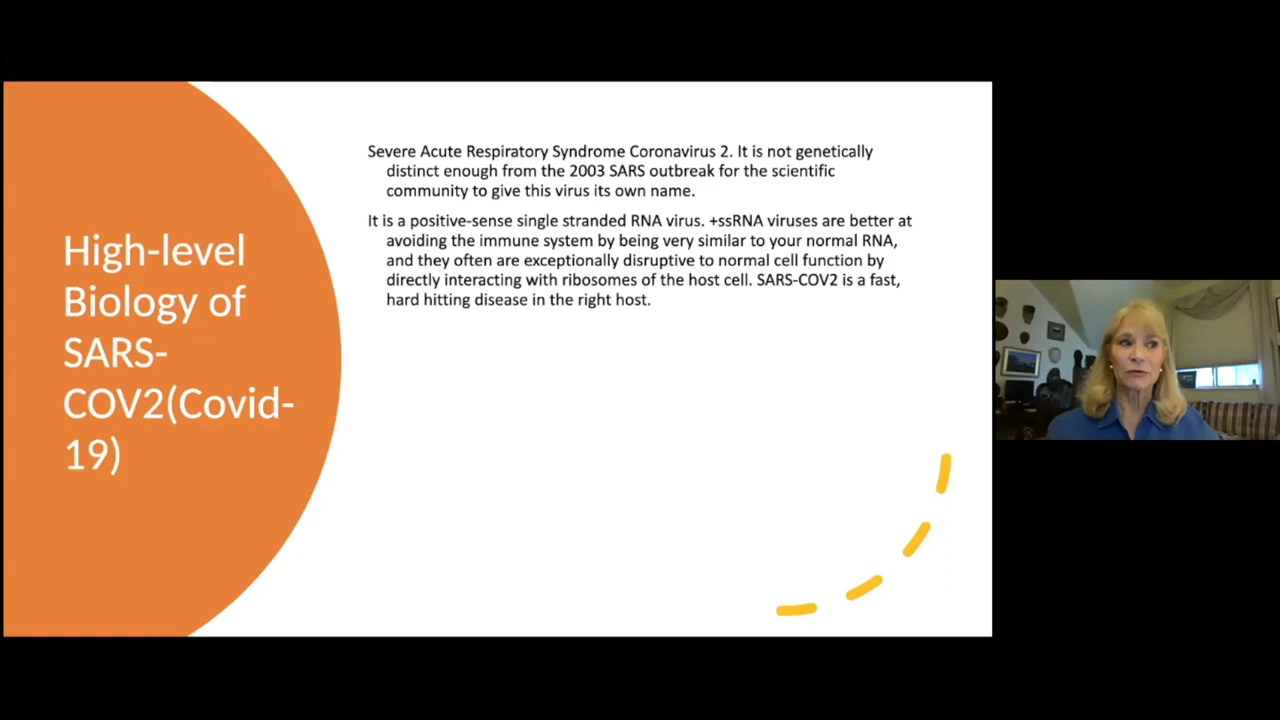 High-level
Biology of
SARS-
COV2(Covid-
19)
Severe Acute Respiratory Syndrome Coronavirus 2. It is not genetically
distinct enough from the 2003 SARS outbreak for the scientific
community to give this virus its own name.
It is a positive-sense single stranded RNA virus. +ssRNA viruses are better at
avoiding the immune system by being very similar to your normal RNA,
and they often are exceptionally disruptive to normal cell function by
directly interacting with ribosomes of the host cell. SARS-COV2 is a fast,
hard hitting disease in the right host.